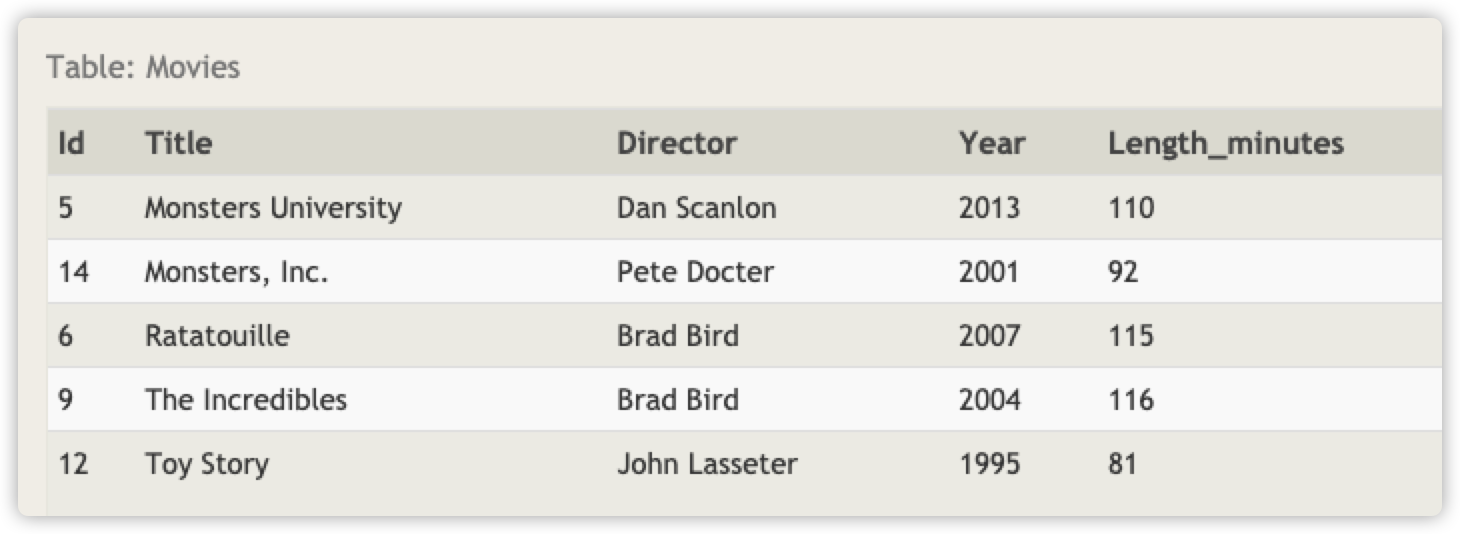 Table: Movies
Id Title Director Year Length_minutes
5 Monsters University Dan Scanlon 2013 110
14 Monsters, Inc. Pete Docter 2001 92
6 Ratatouille Brad Bird 2007 115
9 The Incredibles Brad Bird 2004 116
12 Toy Story John Lasseter 1995 81